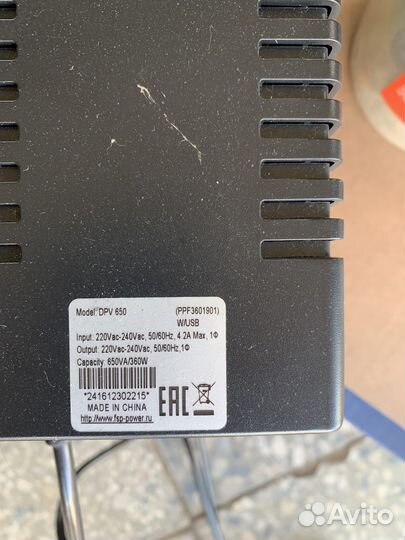 Model: DPV 650 (PPF3601901)
W/USB
Input: 220Vac-240Vac, 50/60Hz, 4.2A Max, 1Φ
Output: 220Vac-240Vac, 50/60Hz,1Φ
Capacity: 650VA/360W
*241612302215*
MADE IN CHINA
http://www.fsp-power.ru
EAC
Avito